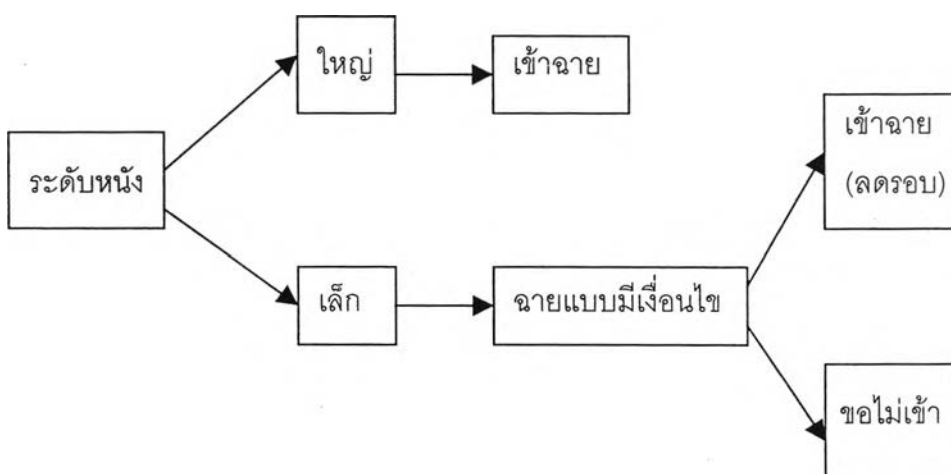 ระดับหนัง
ใหญ่
เข้าฉาย
เล็ก
ฉายแบบมีเงื่อนไข
เข้าฉาย
(ลดรอบ)
ขอไม่เข้า